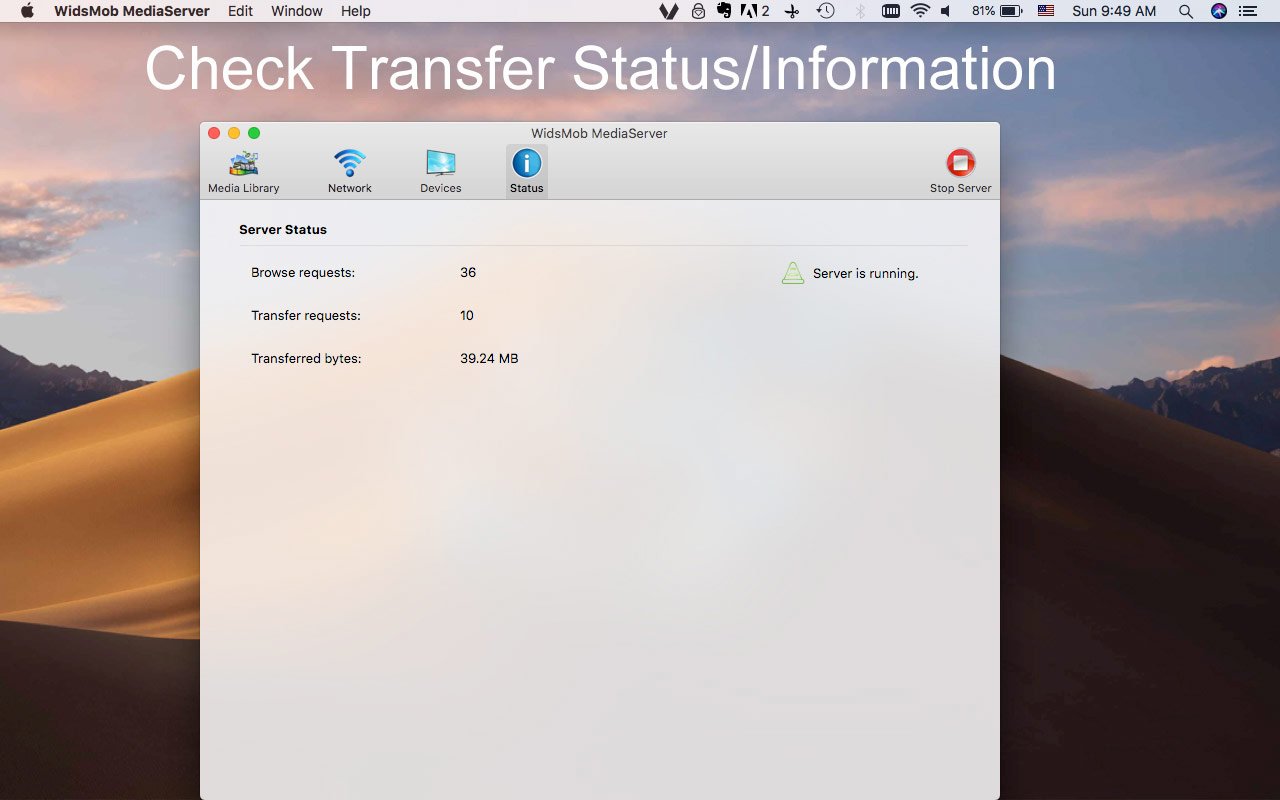 WidsMob MediaServer Edit Window Help 2 81% Sun 9:49 AM
Check Transfer Status/Information
WidsMob MediaServer
Media Library Network Devices Status Stop Server
Server Status
Browse requests: 36 Server is running.
Transfer requests: 10
Transferred bytes: 39.24 MB